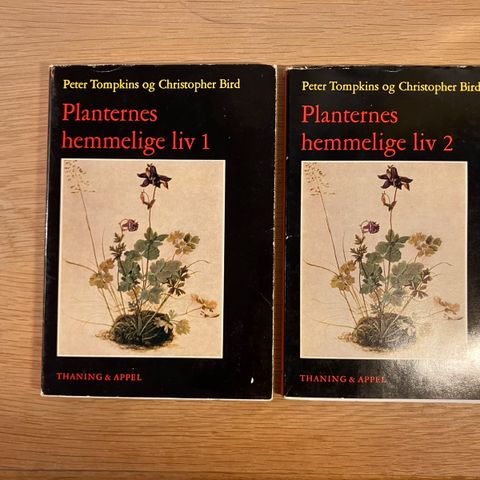 Peter Tompkins og Christopher Bird
Planternes
hemmelige liv 1
THANING & APPEL
Peter Tompkins og Christopher Bird
Planternes
hemmelige liv 2
THANING & APPEL